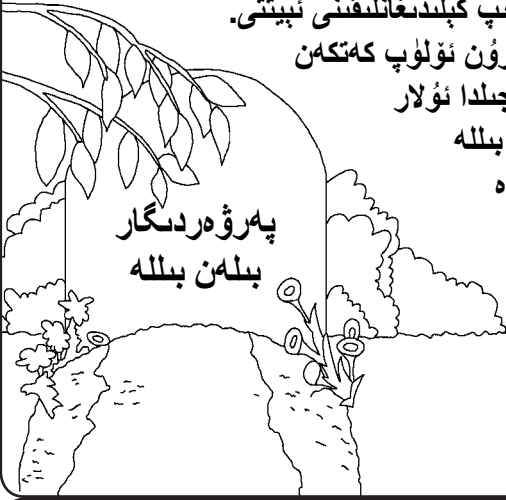 كېلىدىغانلىقىنى ئېيتتى.
ئۆلۈپ كەتكەن
ئۇلار
بىللە
پەرۋەردىگار
بىلەن بىللە